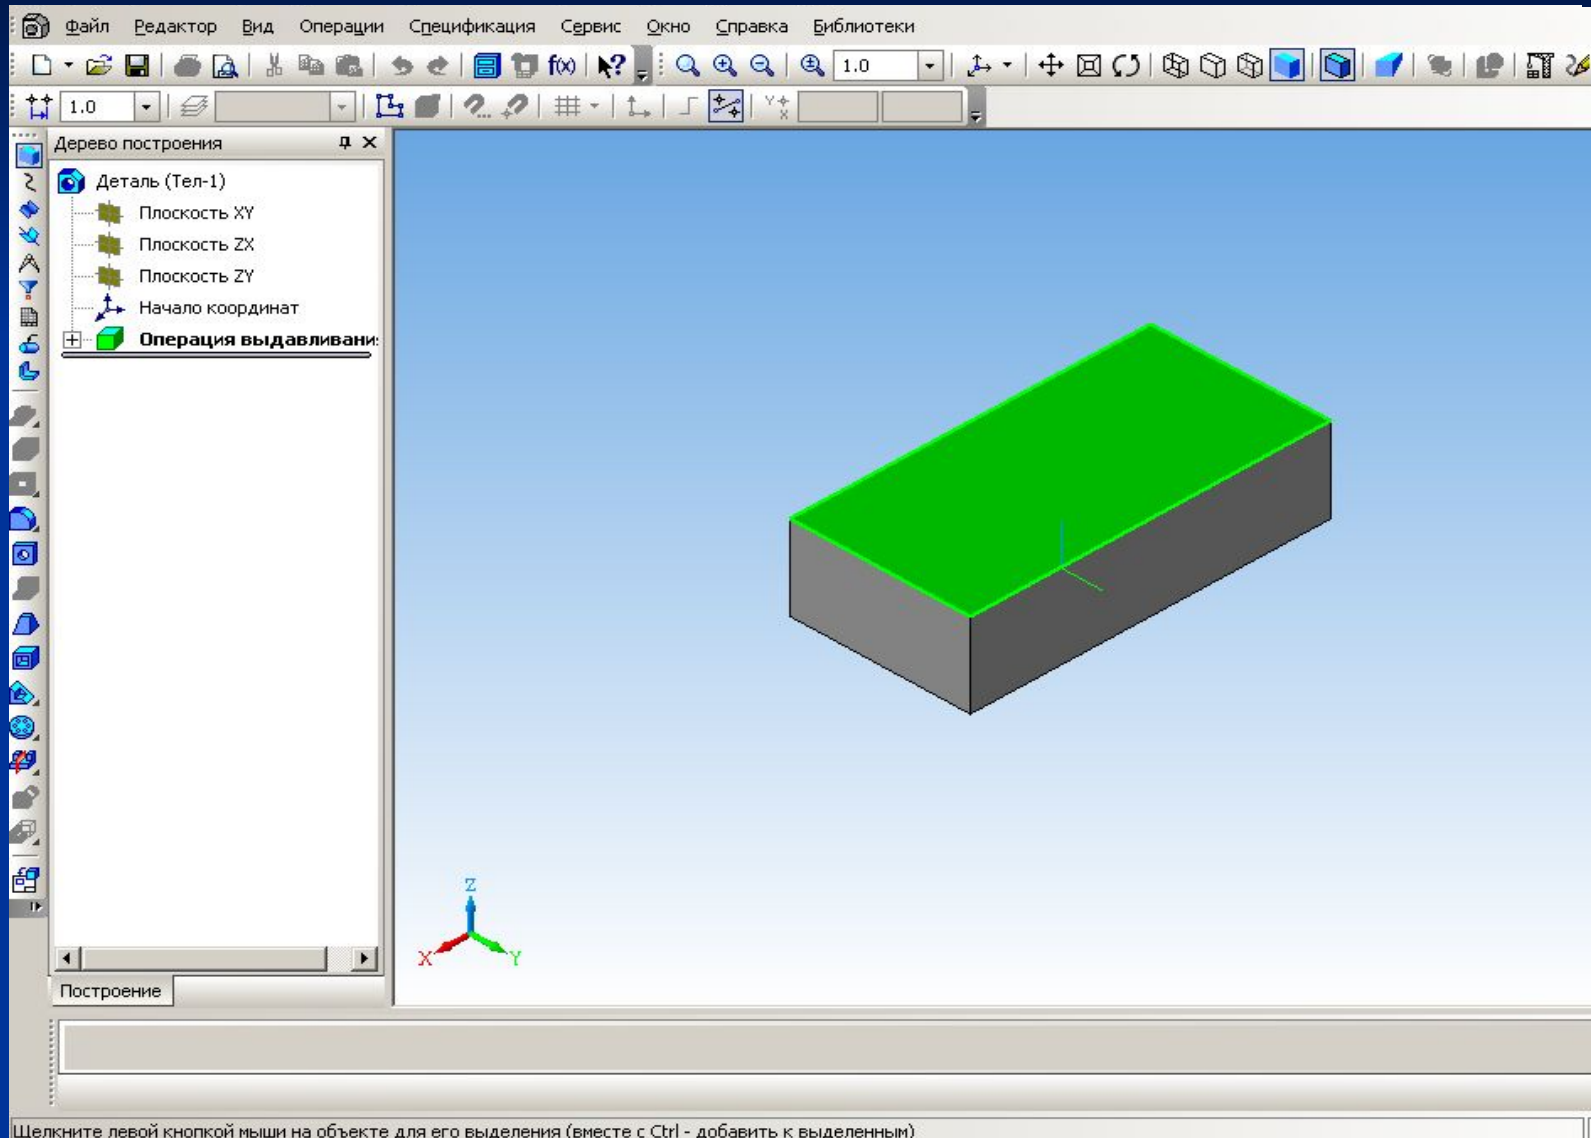 Файл Редактор Вид Операции Спецификация Сервис Окно Справка Библиотеки
f(x) 1.0
1.0
Дерево построения
Деталь (Тел-1)
Плоскость XY
Плоскость ZX
Плоскость ZY
Начало координат
Операция выдавливани
Z
X Y
Построение
Щелкните левой кнопкой мыши на объекте для его выделения (вместе с Ctrl - добавить к выделенным)